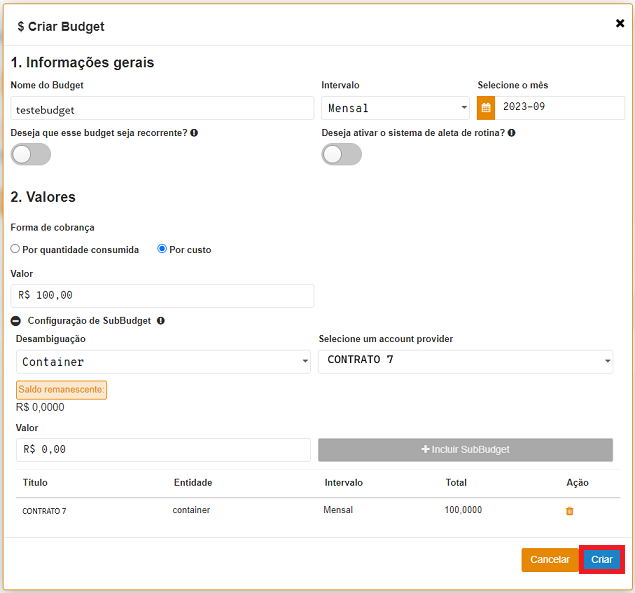 $ Criar Budget
1. Informações gerais
Nome do Budget Intervalo Selecione o mês
testebudget Mensal 2023-09
Deseja que esse budget seja recorrente? Deseja ativar o sistema de aleta de rotina?
2. Valores
Forma de cobrança
Por quantidade consumida Por custo
Valor
R$ 100,00
Configuração de SubBudget
Desambiguação Selecione um account provider
Container CONTRATO 7
Saldo remanescente:
R$ 0,0000
Valor
R$ 0,00 + Incluir SubBudget
Título Entidade Intervalo Total Ação
CONTRATO 7 container Mensal 100,0000
Cancelar Criar